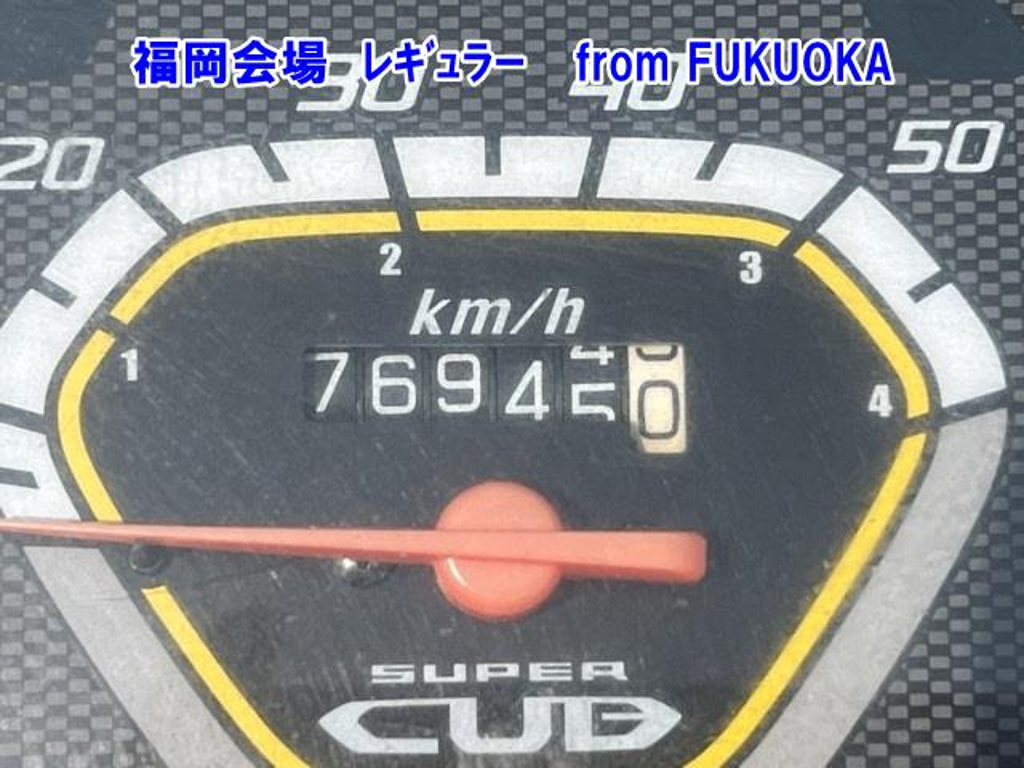 福岡会場 ﾚｷﾞｭﾗｰ from FUKUOKA
20 30 40 50
1 2 3 4
km/h
76945 0
SUPER
CUB